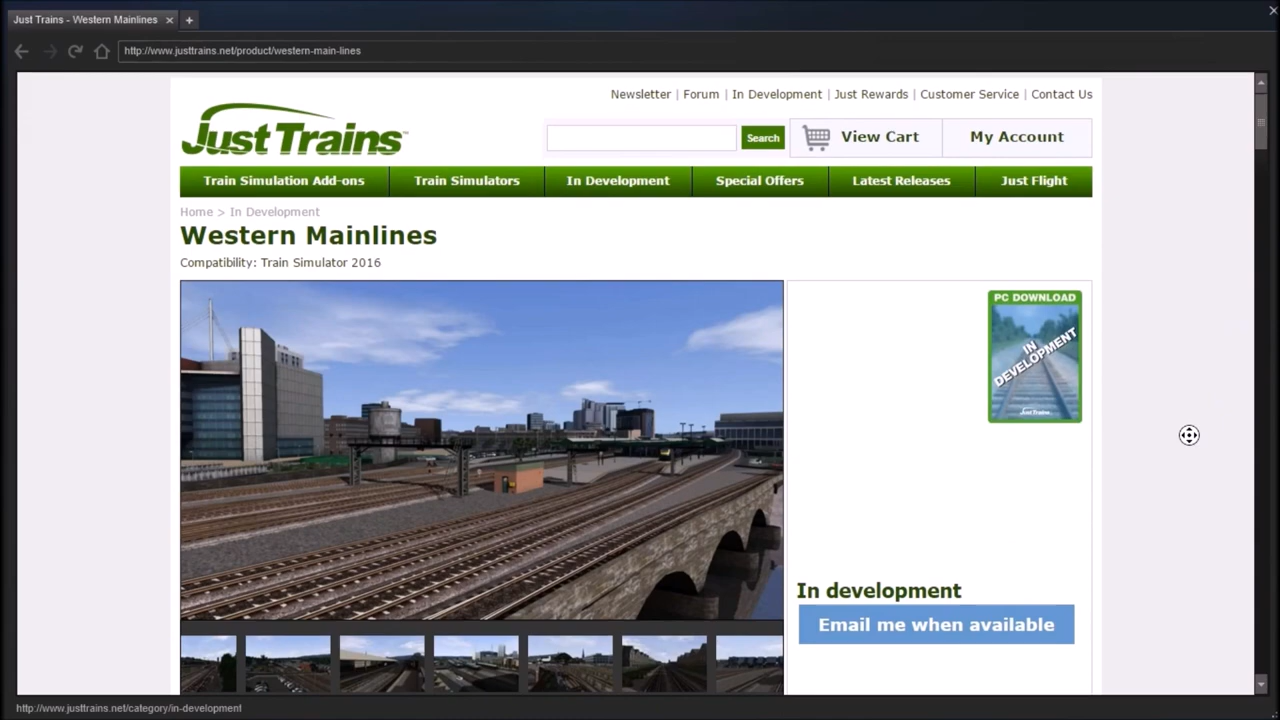 Just Trains - Western Mainlines
http://www.justtrains.net/product/western-main-lines
Newsletter | Forum | In Development | Just Rewards | Customer Service | Contact Us
Just Trains™
Search
View Cart
My Account
Train Simulation Add-ons
Train Simulators
In Development
Special Offers
Latest Releases
Just Flight
Home > In Development
Western Mainlines
Compatibility: Train Simulator 2016
PC DOWNLOAD
IN DEVELOPMENT
Just Trains
In development
Email me when available
http://www.justtrains.net/category/in-development